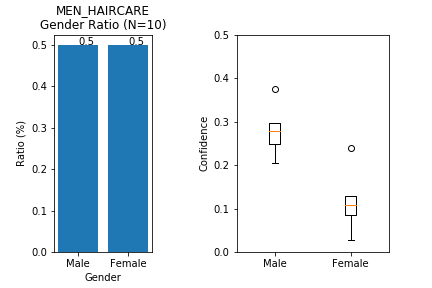 MEN_HAIRCARE
Gender Ratio (N=10)
0.5 0.5
0.5
0.4
0.3
0.2
0.1
0.0
Ratio (%)
Male Female
Gender
0.5
0.4
0.3
0.2
0.1
0.0
Confidence
Male Female